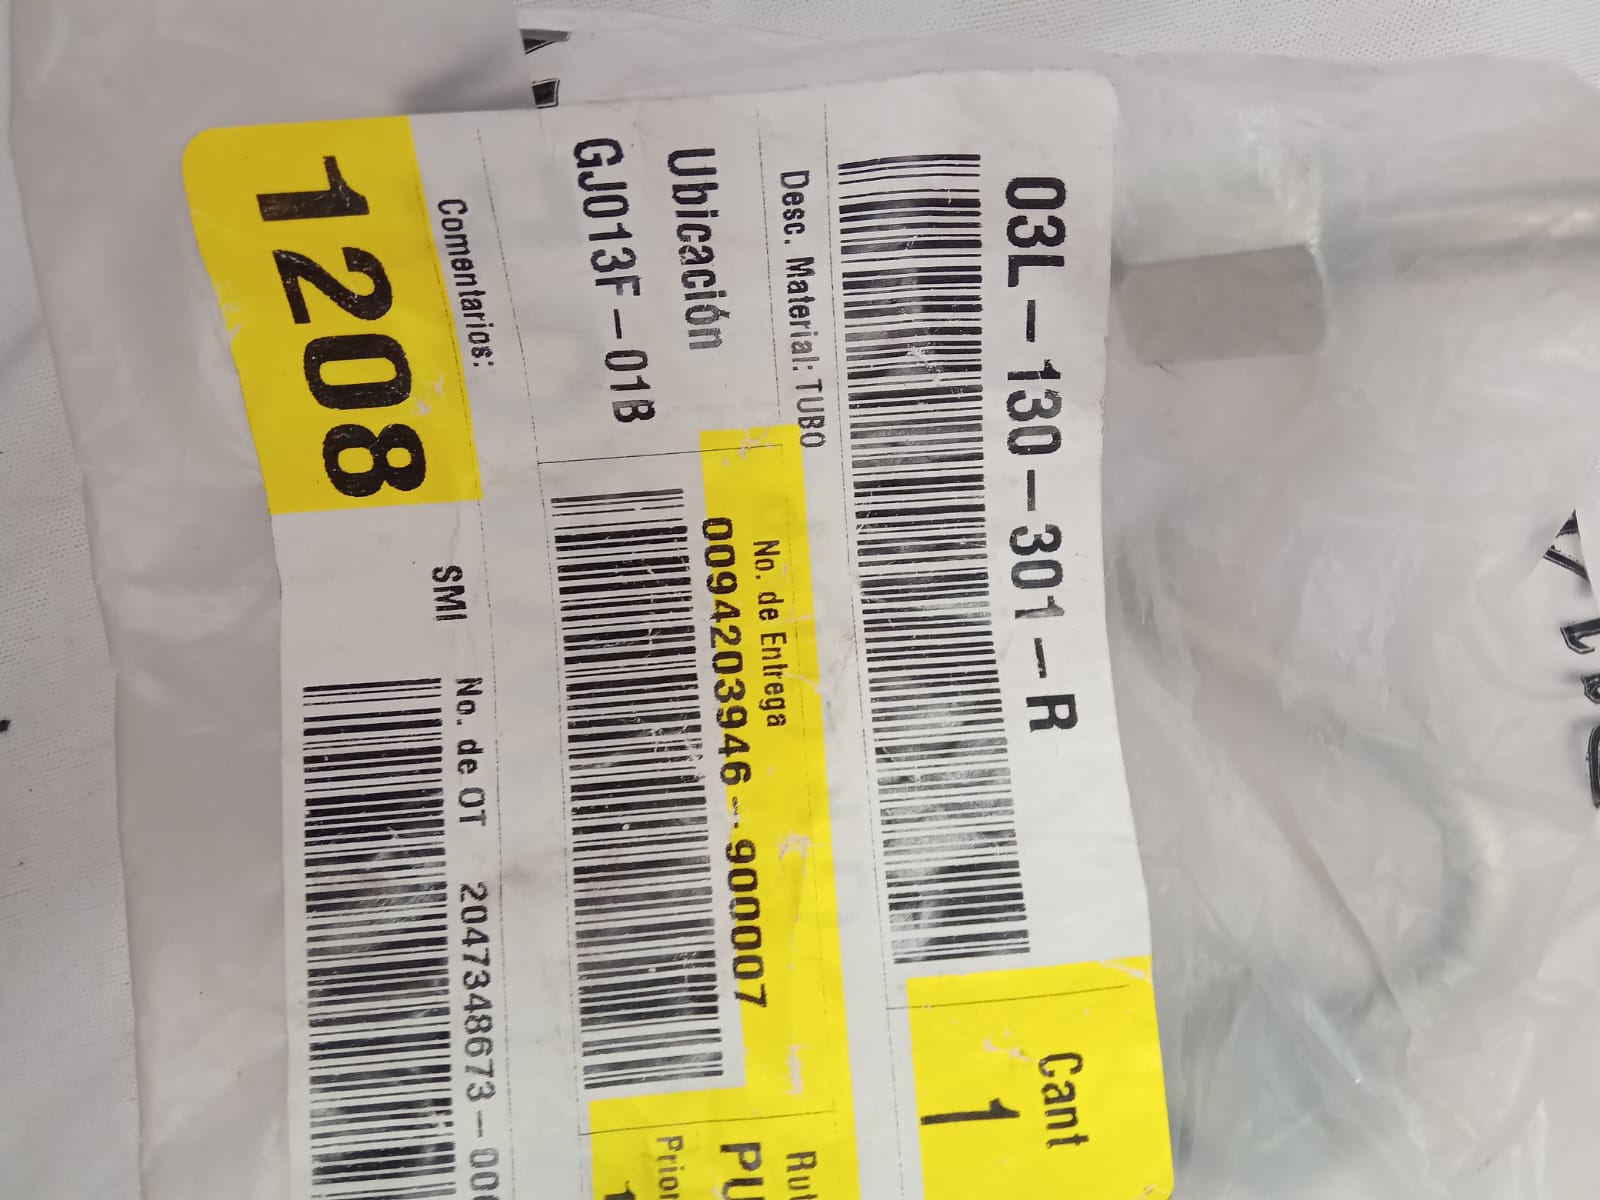 03L-130-301-R
Cant
1
Desc. Material: TUBO
Ubicación
GJ013F-01B
No. de Entrega
0094203946-900007
Comentarios:
1208
SMI
No. de OT 2047348673-00